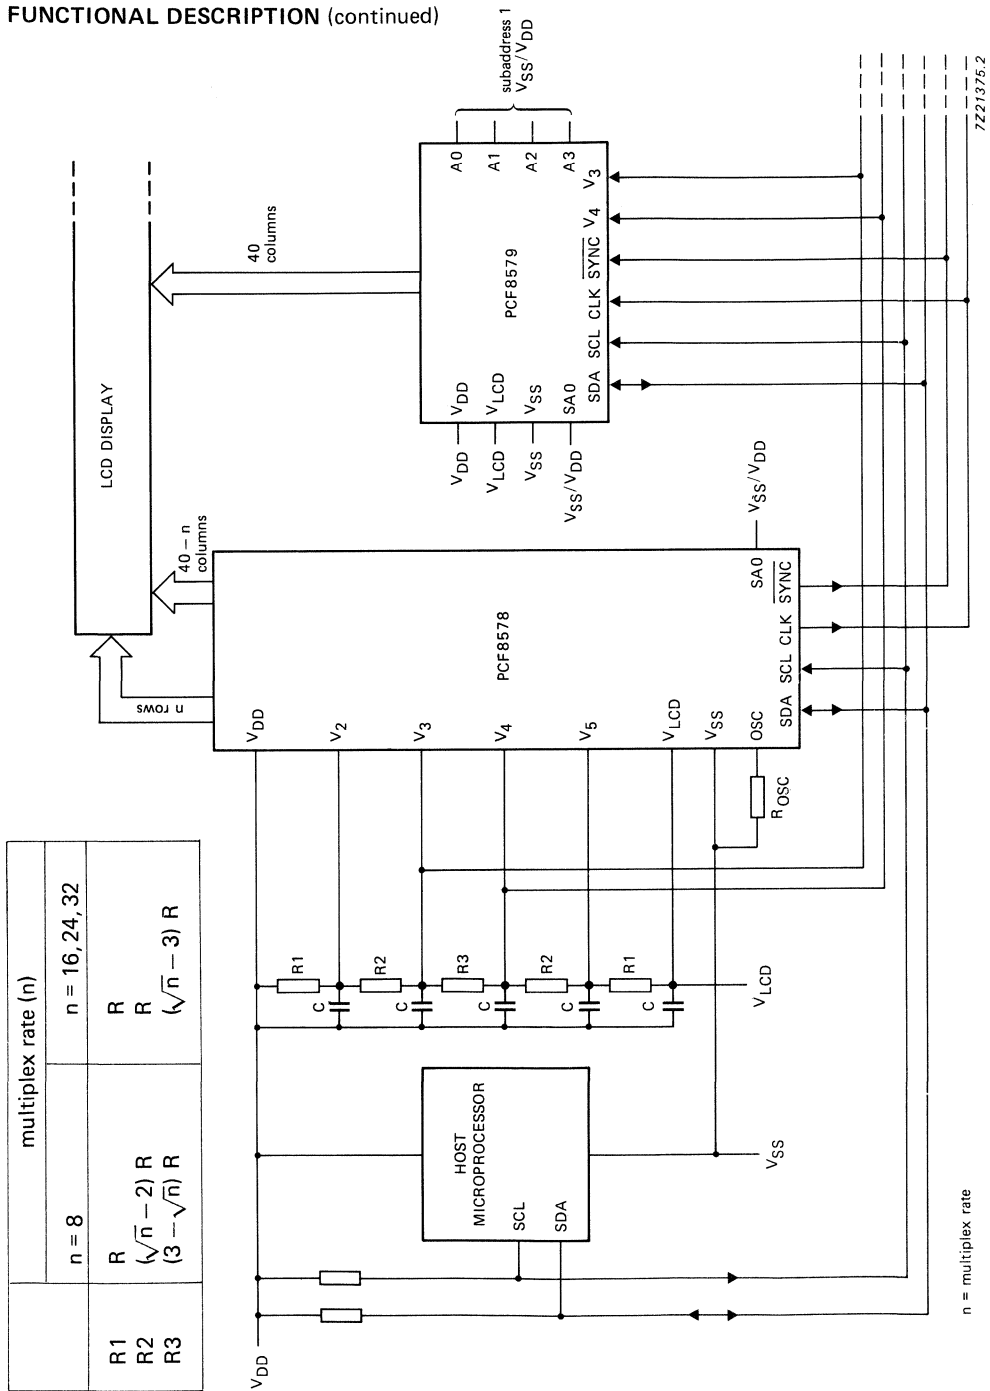 FUNCTIONAL DESCRIPTION (continued)
multiplex rate (n)
n = 8
n = 16, 24, 32
R1
R
R
R2
(√n − 2) R
R
R3
(3 − √n) R
(√n − 3) R
LCD DISPLAY
n rows
40 − n
columns
40
columns
VDD
R1
R2
R3
R2
R1
C
C
C
C
C
VLCD
HOST
MICROPROCESSOR
SCL
SDA
VSS
ROSC
PCF8578
VDD
V2
V3
V4
V5
VLCD
VSS
OSC
SDA
SCL
CLK
SYNC
SA0
VSS/VDD
PCF8579
VDD
VDD
VLCD
VLCD
VSS
VSS
VSS/VDD
SA0
SDA
SCL
CLK
SYNC
V4
V3
A0
A1
A2
A3
subaddress 1
VSS/VDD
n = multiplex rate
7Z21375.2